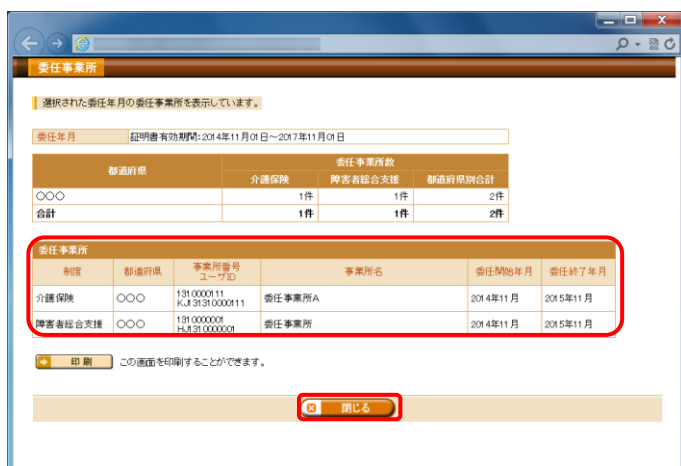 委任事業所
選択された委任年月の委任事業所を表示しています。
委任年月 証明書有効期間:2014年11月01日～2017年11月01日
都道府県 委任事業所数
介護保険 障害者総合支援 都道府県別合計
○○○ 1件 1件 2件
合計 1件 1件 2件
委任事業所
制度 都道府県 事業所番号 ユーザID 事業所名 委任開始年月 委任終了年月
介護保険 ○○○ 1310000111 委任事業所A 2014年11月 2015年11月
KJ131310000111
障害者総合支援 ○○○ 1310000001 委任事業所 2014年11月 2015年11月
HJ1310000001
印刷 この画面を印刷することができます。
閉じる